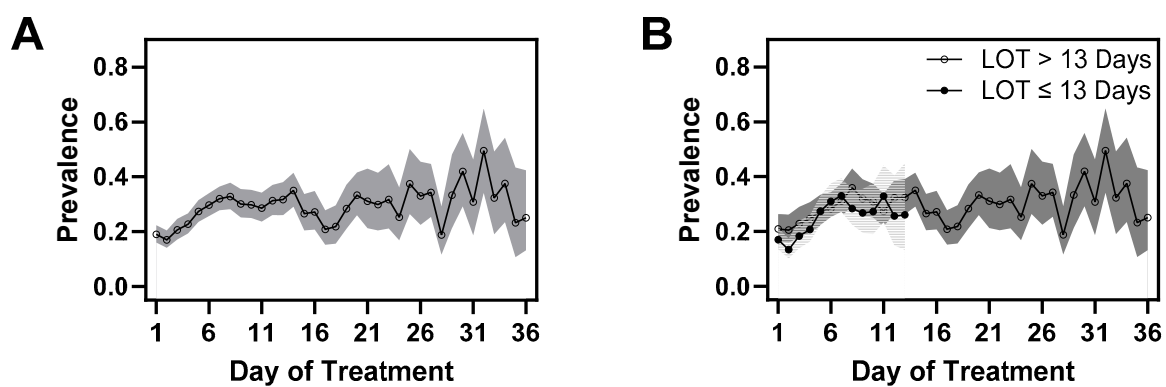 A
B
Prevalence
0.8
0.6
0.4
0.2
0.0
1 6 11 16 21 26 31 36
Day of Treatment
Prevalence
0.8
0.6
0.4
0.2
0.0
LOT > 13 Days
LOT ≤ 13 Days
1 6 11 16 21 26 31 36
Day of Treatment